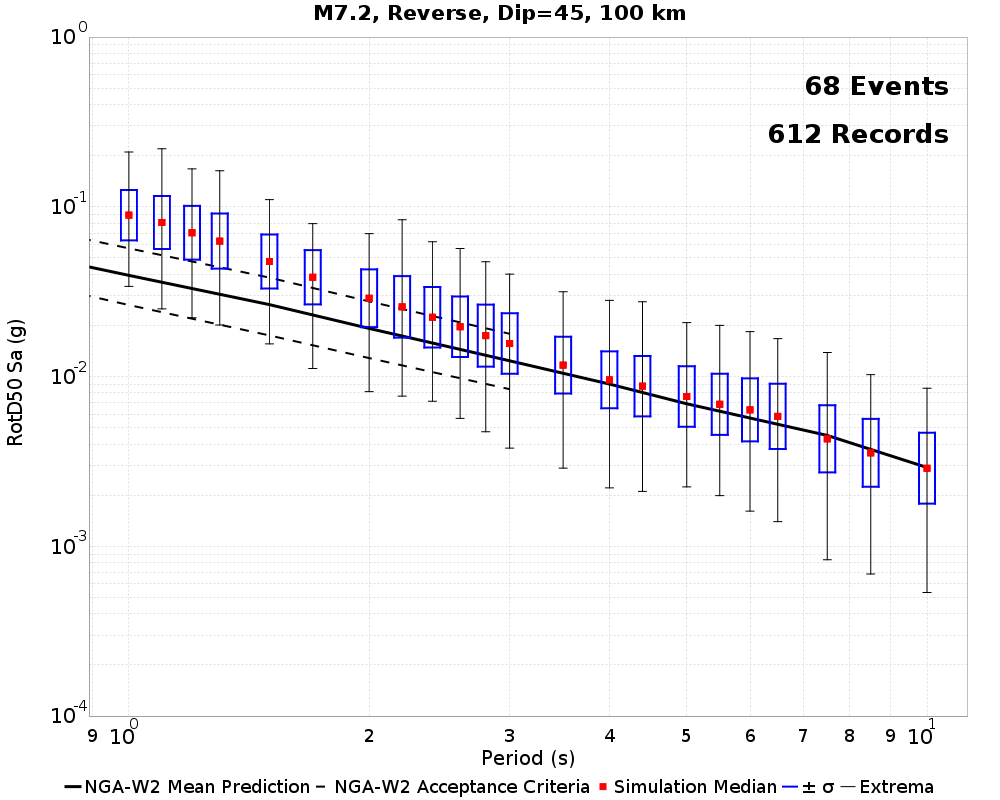 M7.2, Reverse, Dip=45, 100 km
68 Events
612 Records
10^0
10^-1
10^-2
10^-3
10^-4
RotD50 Sa (g)
9 10^0 2 3 4 5 6 7 8 9 10^1
Period (s)
NGA-W2 Mean Prediction NGA-W2 Acceptance Criteria Simulation Median ± σ Extrema